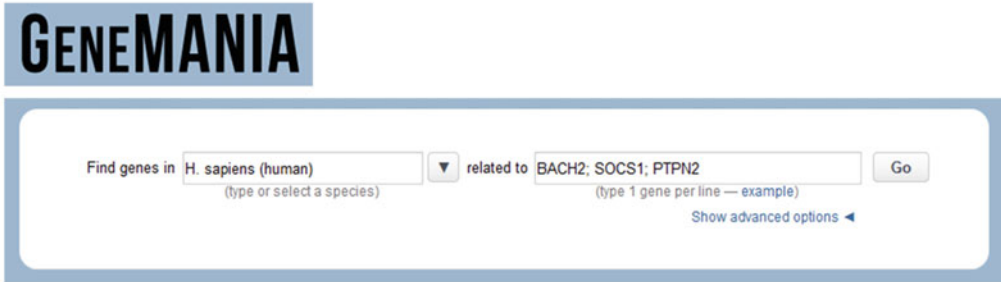 GENEMANIA
Find genes in H. sapiens (human) ▼ related to BACH2; SOCS1; PTPN2 Go
(type or select a species) (type 1 gene per line — example)
Show advanced options ◄